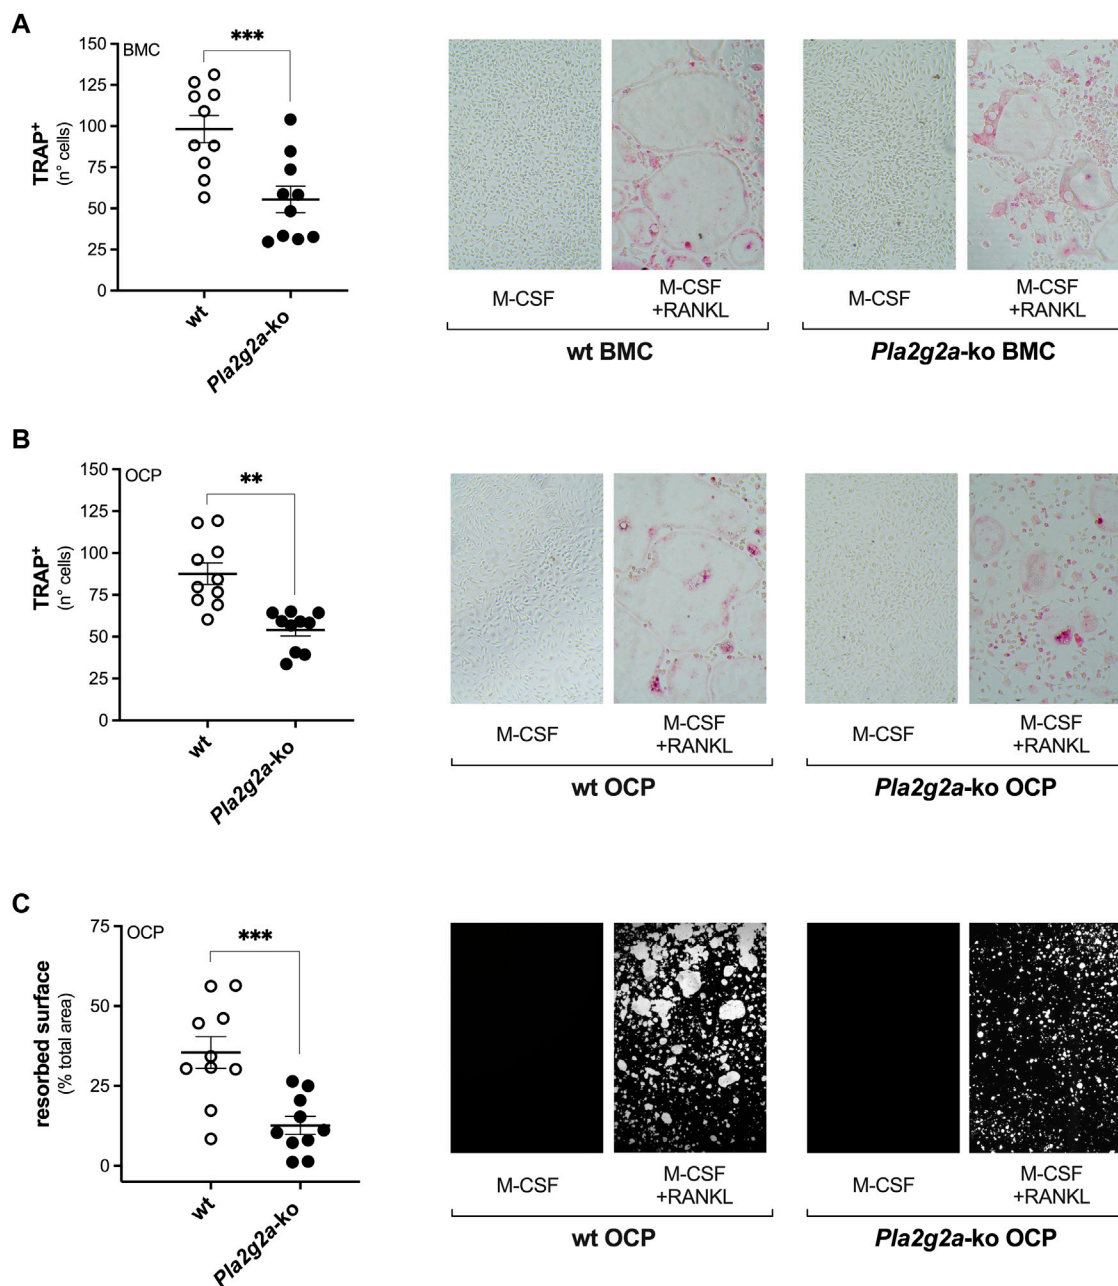 A
BMC
***
150
125
100
75
50
25
0
TRAP⁺
(n° cells)
wt
Pla2g2a-ko
M-CSF
M-CSF
+RANKL
wt BMC
M-CSF
M-CSF
+RANKL
Pla2g2a-ko BMC
B
OCP
**
150
125
100
75
50
25
0
TRAP⁺
(n° cells)
wt
Pla2g2a-ko
M-CSF
M-CSF
+RANKL
wt OCP
M-CSF
M-CSF
+RANKL
Pla2g2a-ko OCP
C
OCP
***
75
50
25
0
resorbed surface
(% total area)
wt
Pla2g2a-ko
M-CSF
M-CSF
+RANKL
wt OCP
M-CSF
M-CSF
+RANKL
Pla2g2a-ko OCP